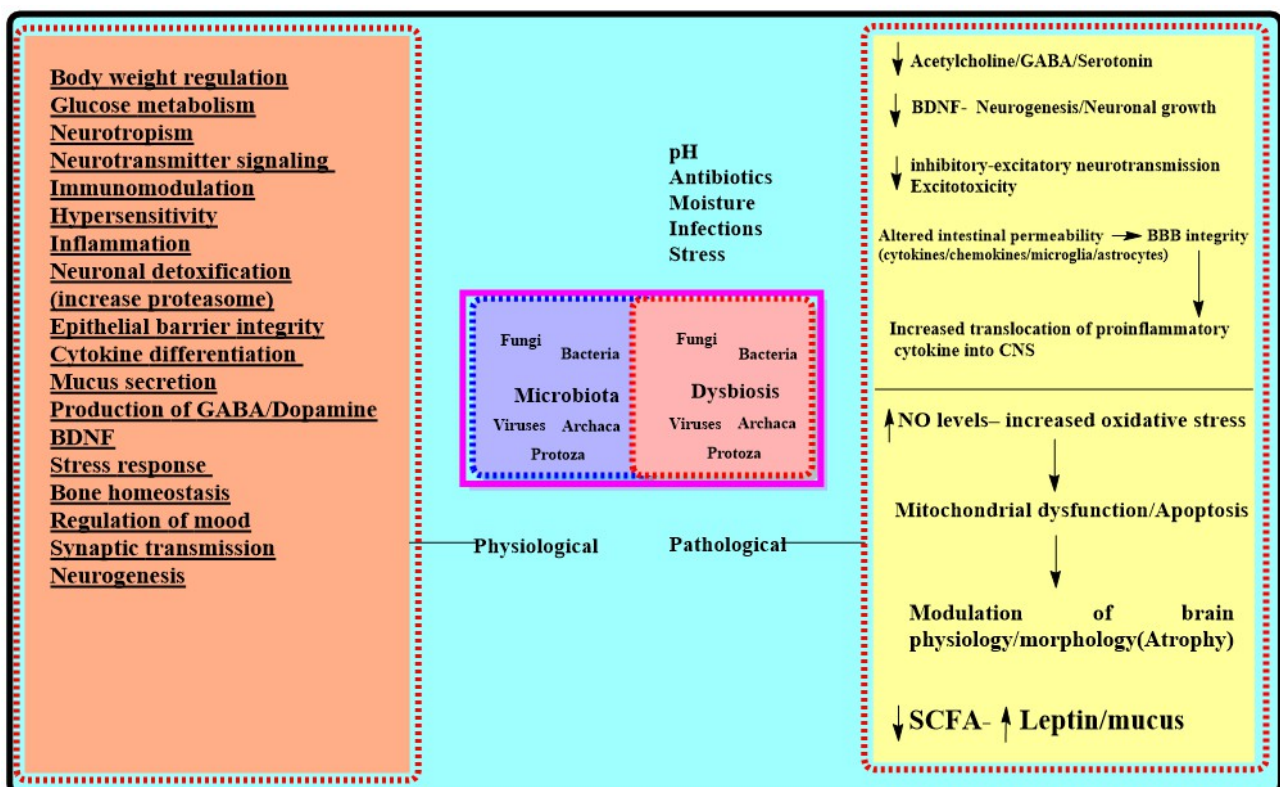 Body weight regulation
Glucose metabolism
Neurotropism
Neurotransmitter signaling
Immunomodulation
Hypersensitivity
Inflammation
Neuronal detoxification
(increase proteasome)
Epithelial barrier integrity
Cytokine differentiation
Mucus secretion
Production of GABA/Dopamine
BDNF
Stress response
Bone homeostasis
Regulation of mood
Synaptic transmission
Neurogenesis
pH
Antibiotics
Moisture
Infections
Stress
Fungi
Bacteria
Microbiota
Viruses Archaca
Protoza
Fungi
Bacteria
Dysbiosis
Viruses Archaca
Protoza
Physiological
Pathological
↓ Acetylcholine/GABA/Serotonin
↓ BDNF- Neurogenesis/Neuronal growth
↓ inhibitory-excitatory neurotransmission
Excitotoxicity
Altered intestinal permeability → BBB integrity
(cytokines/chemokines/microglia/astrocytes)
Increased translocation of proinflammatory
cytokine into CNS
↑ NO levels– increased oxidative stress
Mitochondrial dysfunction/Apoptosis
Modulation of brain
physiology/morphology(Atrophy)
↓ SCFA- ↑ Leptin/mucus